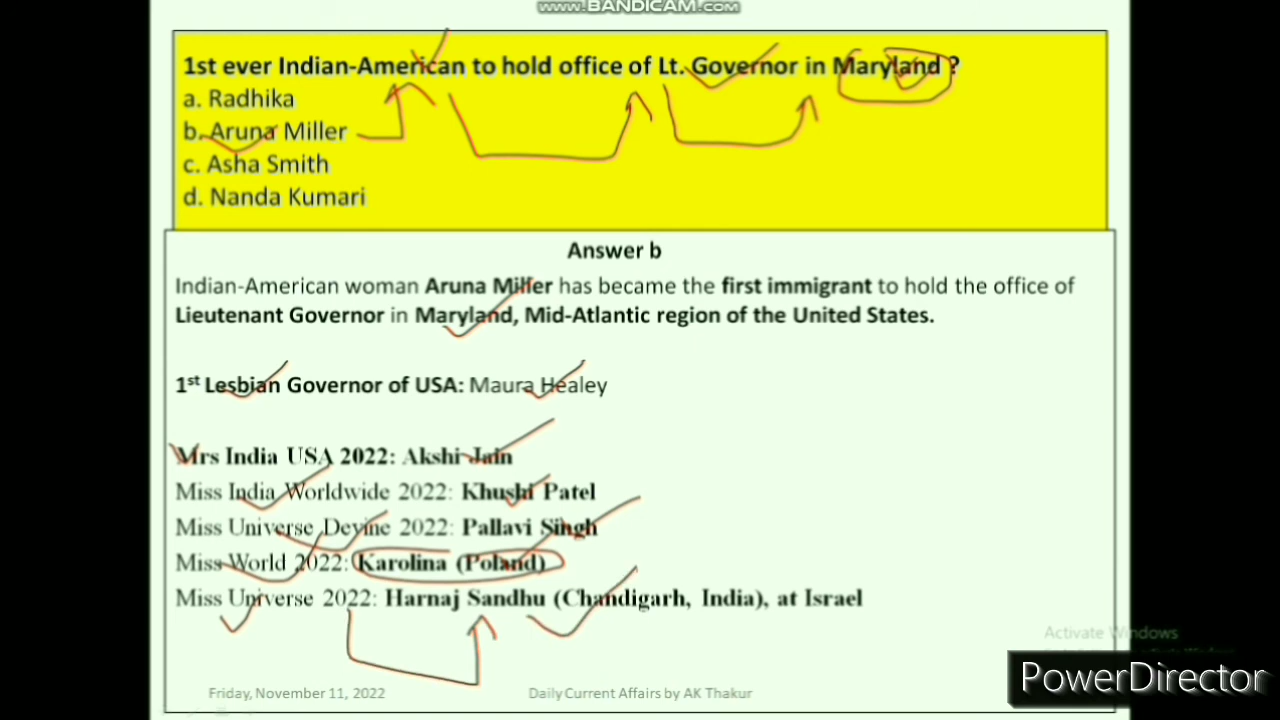 www.BANDICAM.com
1st ever Indian-American to hold office of Lt. Governor in Maryland ?
a. Radhika
b. Aruna Miller
c. Asha Smith
d. Nanda Kumari
Answer b
Indian-American woman Aruna Miller has became the first immigrant to hold the office of
Lieutenant Governor in Maryland, Mid-Atlantic region of the United States.
1st Lesbian Governor of USA: Maura Healey
Mrs India USA 2022: Akshi Jain
Miss India Worldwide 2022: Khushi Patel
Miss Universe Devine 2022: Pallavi Singh
Miss World 2022: Karolina (Poland)
Miss Universe 2022: Harnaj Sandhu (Chandigarh, India), at Israel
Activate Windows
Friday, November 11, 2022
Daily Current Affairs by AK Thakur
PowerDirector